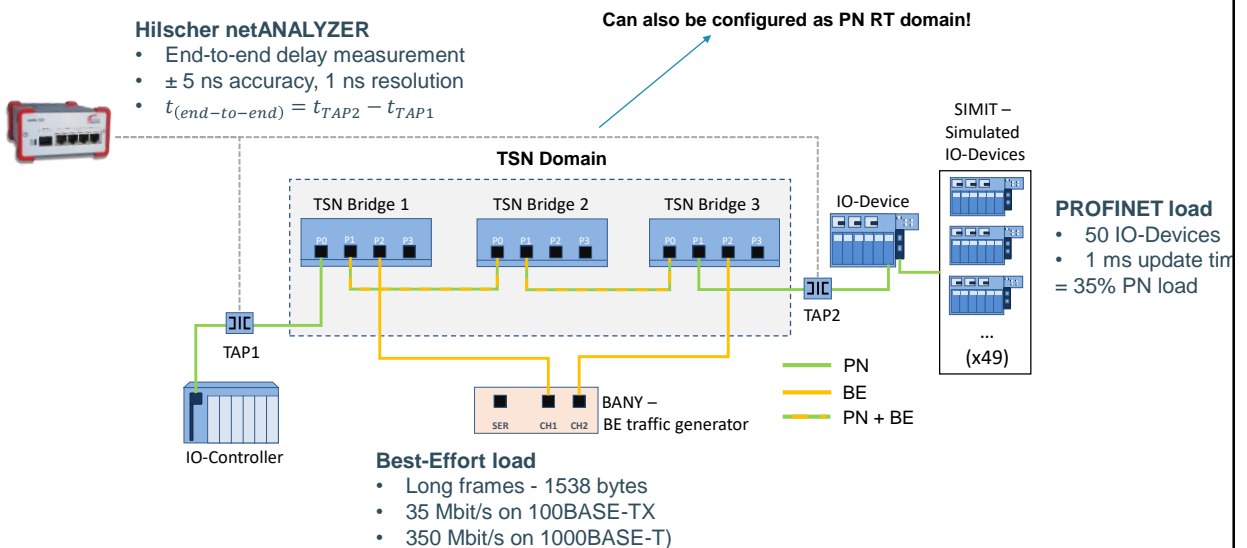 Hilscher netANALYZER
• End-to-end delay measurement
• ± 5 ns accuracy, 1 ns resolution
• t(end−to−end) = tTAP2 − tTAP1
Can also be configured as PN RT domain!
SIMIT –
Simulated
IO-Devices
TSN Domain
TSN Bridge 1
TSN Bridge 2
TSN Bridge 3
IO-Device
P0 P1 P2 P3
P0 P1 P2 P3
P0 P1 P2 P3
PROFINET load
• 50 IO-Devices
• 1 ms update tim
= 35% PN load
TAP1
TAP2
...
(x49)
PN
BE
PN + BE
SER CH1 CH2
BANY –
BE traffic generator
IO-Controller
Best-Effort load
• Long frames - 1538 bytes
• 35 Mbit/s on 100BASE-TX
• 350 Mbit/s on 1000BASE-T)